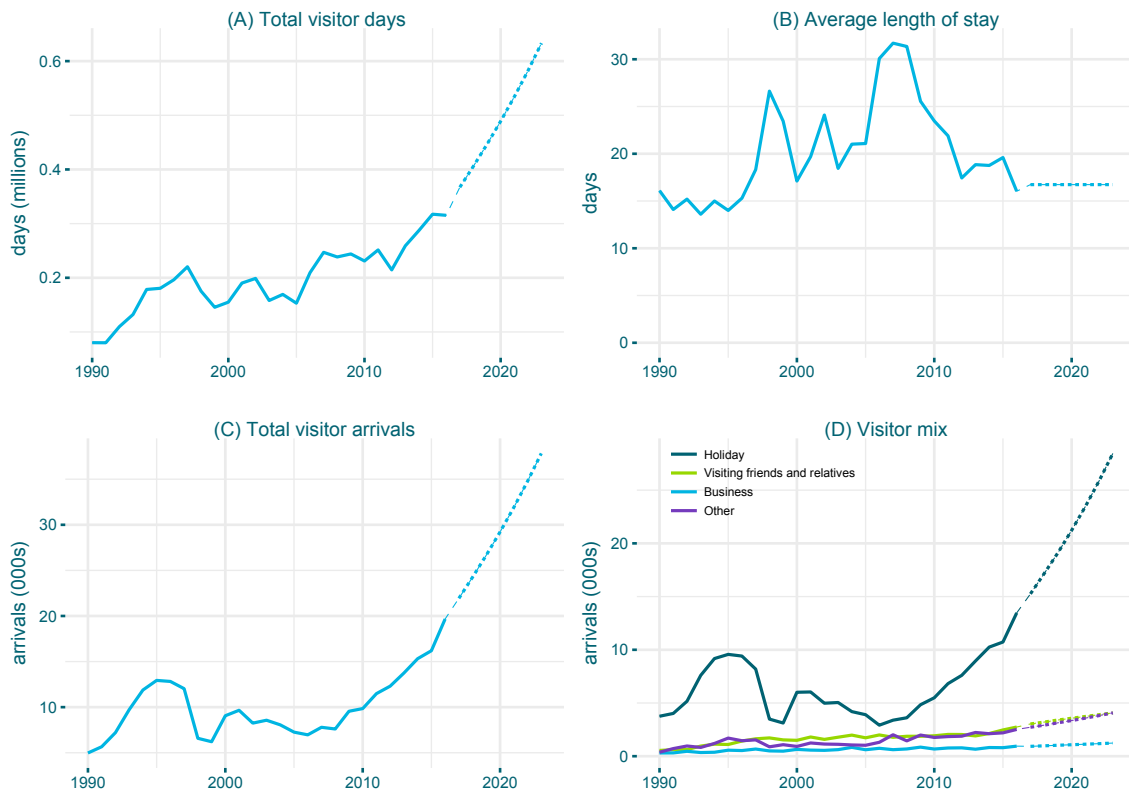 (A) Total visitor days
days (millions)
0.6
0.4
0.2
1990 2000 2010 2020
(B) Average length of stay
days
30
20
10
0
1990 2000 2010 2020
(C) Total visitor arrivals
arrivals (000s)
30
20
10
1990 2000 2010 2020
(D) Visitor mix
Holiday
Visiting friends and relatives
Business
Other
arrivals (000s)
20
10
0
1990 2000 2010 2020